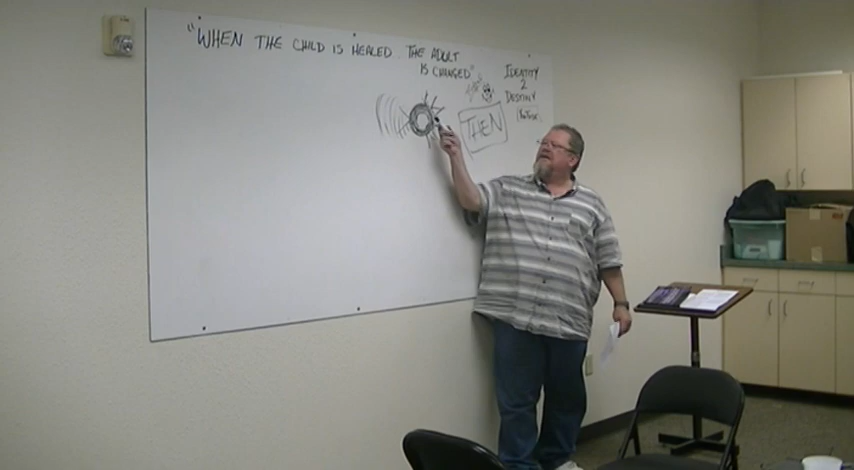 "WHEN THE CHILD IS HEALED THE ADULT
IS CHANGED"
IDENTITY
2
DESTINY
THEN